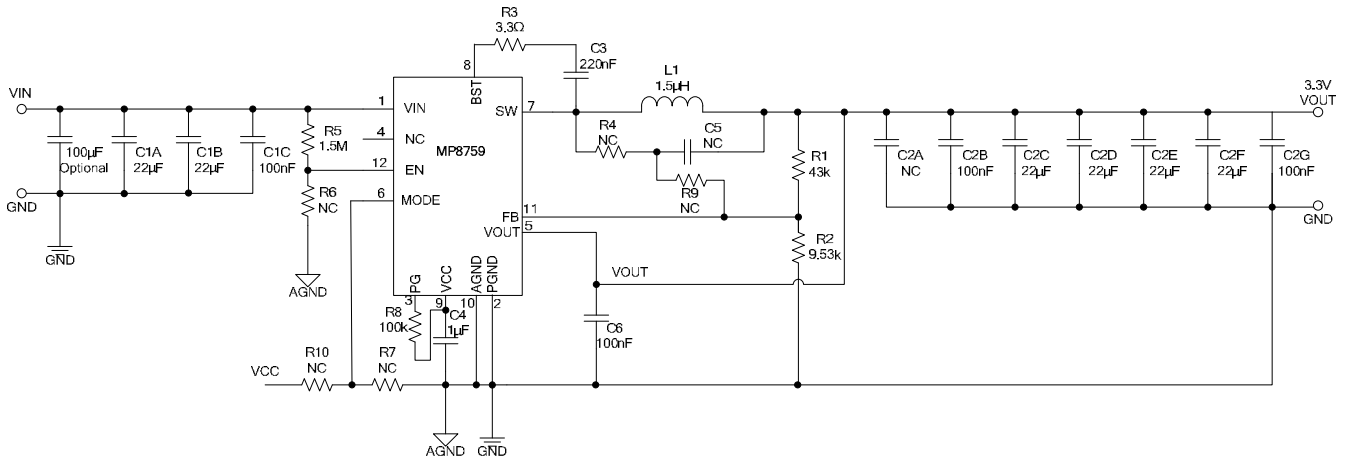 R3
3.3Ω
C3
220nF
8
BST
L1
1.5µH
VIN
1
VIN
SW
7
3.3V
VOUT
100µF
Optional
C1A
22µF
C1B
22µF
C1C
100nF
R5
1.5M
4
NC
MP8759
R4
NC
C5
NC
R1
43k
C2A
NC
C2B
100nF
C2C
22µF
C2D
22µF
C2E
22µF
C2F
22µF
C2G
100nF
12
EN
R9
NC
GND
R6
NC
6
MODE
FB
11
VOUT
5
GND
R2
9.53k
GND
AGND
PG
VCC
AGND
PGND
3
9
10
2
VOUT
R8
100k
C4
1µF
C6
100nF
VCC
R10
NC
R7
NC
AGND
GND